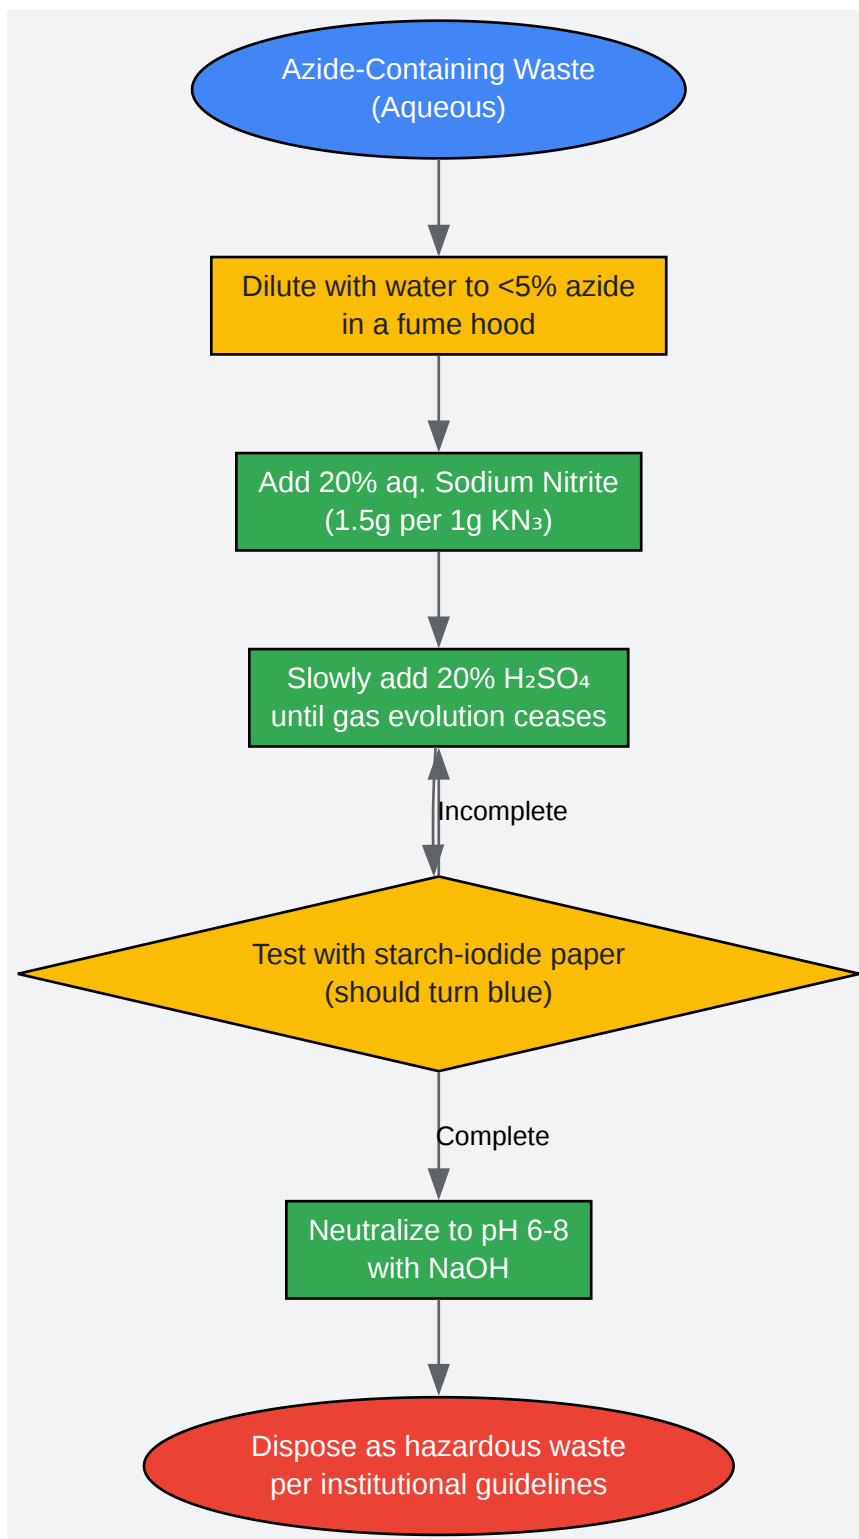 Azide-Containing Waste
(Aqueous)
Dilute with water to <5% azide
in a fume hood
Add 20% aq. Sodium Nitrite
(1.5g per 1g KN₃)
Slowly add 20% H₂SO₄
until gas evolution ceases
Incomplete
Test with starch-iodide paper
(should turn blue)
Complete
Neutralize to pH 6-8
with NaOH
Dispose as hazardous waste
per institutional guidelines